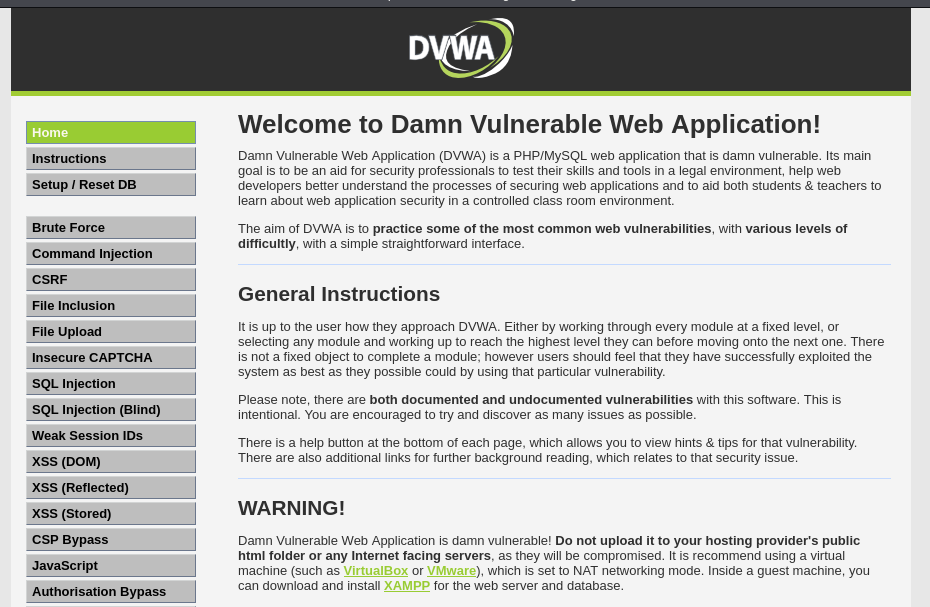 DVWA
Home
Instructions
Setup / Reset DB
Brute Force
Command Injection
CSRF
File Inclusion
File Upload
Insecure CAPTCHA
SQL Injection
SQL Injection (Blind)
Weak Session IDs
XSS (DOM)
XSS (Reflected)
XSS (Stored)
CSP Bypass
JavaScript
Authorisation Bypass
Welcome to Damn Vulnerable Web Application!
Damn Vulnerable Web Application (DVWA) is a PHP/MySQL web application that is damn vulnerable. Its main
goal is to be an aid for security professionals to test their skills and tools in a legal environment, help web
developers better understand the processes of securing web applications and to aid both students & teachers to
learn about web application security in a controlled class room environment.
The aim of DVWA is to practice some of the most common web vulnerabilities, with various levels of
difficultly, with a simple straightforward interface.
General Instructions
It is up to the user how they approach DVWA. Either by working through every module at a fixed level, or
selecting any module and working up to reach the highest level they can before moving onto the next one. There
is not a fixed object to complete a module; however users should feel that they have successfully exploited the
system as best as they possible could by using that particular vulnerability.
Please note, there are both documented and undocumented vulnerabilities with this software. This is
intentional. You are encouraged to try and discover as many issues as possible.
There is a help button at the bottom of each page, which allows you to view hints & tips for that vulnerability.
There are also additional links for further background reading, which relates to that security issue.
WARNING!
Damn Vulnerable Web Application is damn vulnerable! Do not upload it to your hosting provider's public
html folder or any Internet facing servers, as they will be compromised. It is recommend using a virtual
machine (such as VirtualBox or VMware), which is set to NAT networking mode. Inside a guest machine, you
can download and install XAMPP for the web server and database.